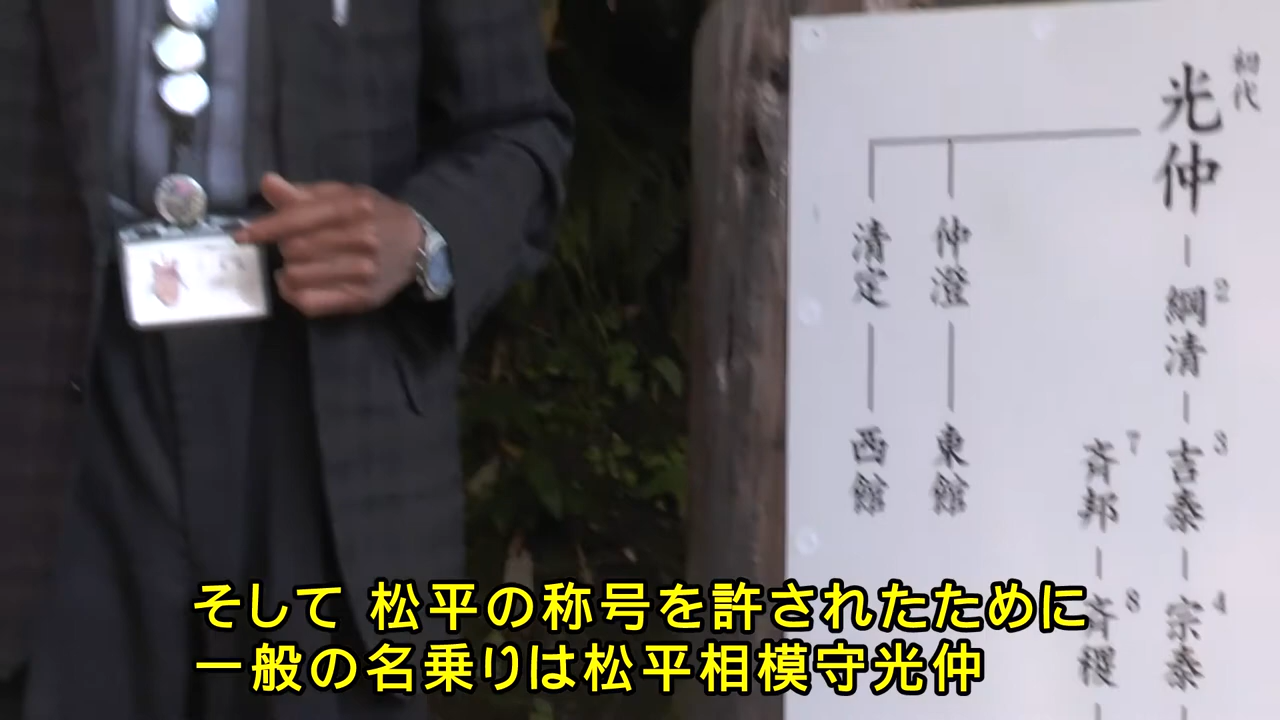 初代
光仲
2
綱清
3
吉泰
4
宗泰
7
斉邦
8
斉稷
仲澄
東館
清定
西館
そして 松平の称号を許されたために
一般の名乗りは松平相模守光仲